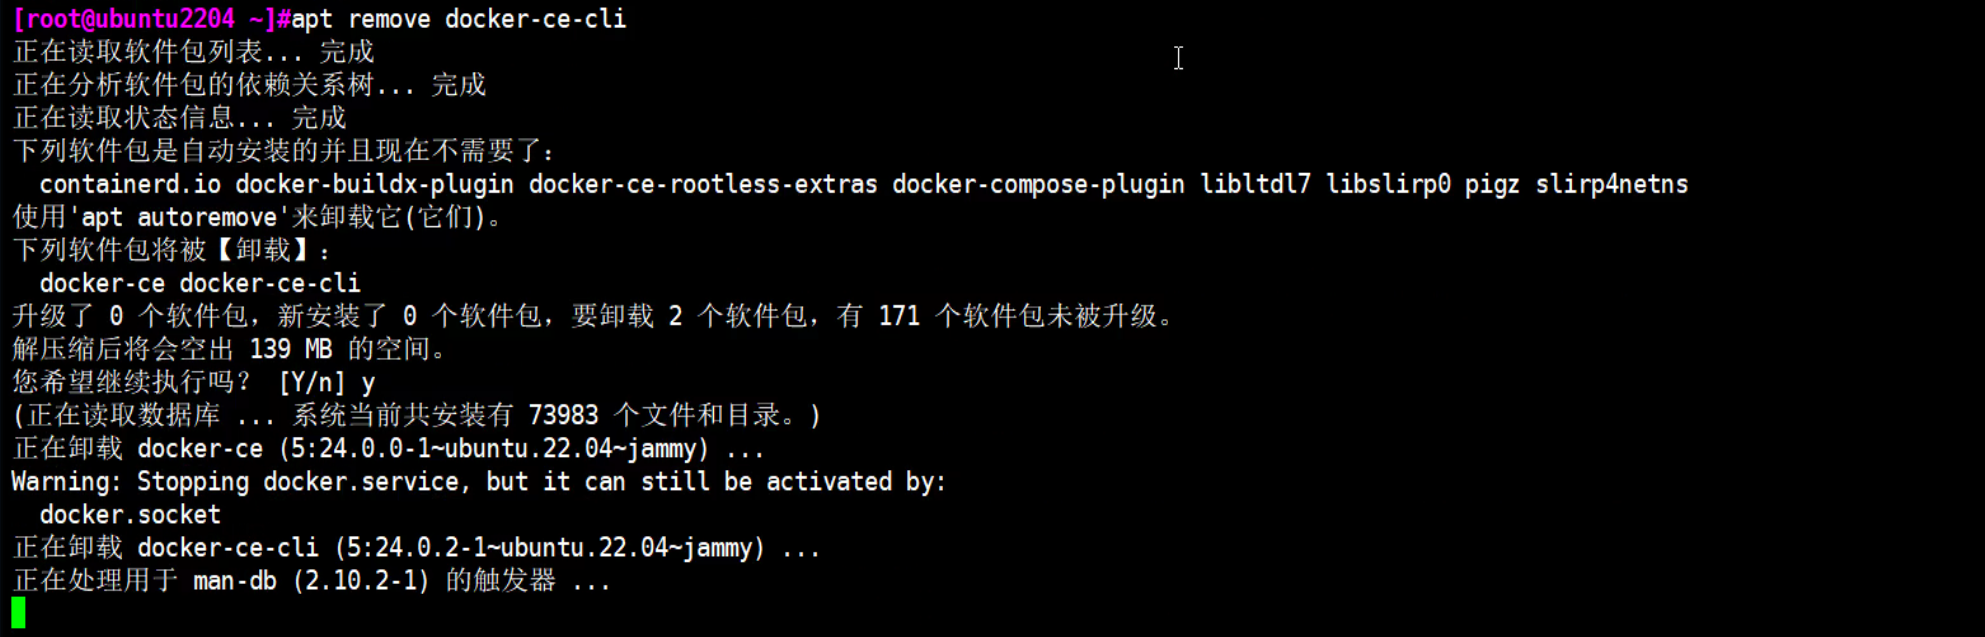 [root@ubuntu2204 ~]#apt remove docker-ce-cli
正在读取软件包列表... 完成
正在分析软件包的依赖关系树... 完成
正在读取状态信息... 完成
下列软件包是自动安装的并且现在不需要了：
  containerd.io docker-buildx-plugin docker-ce-rootless-extras docker-compose-plugin libltdl7 libslirp0 pigz slirp4netns
使用'apt autoremove'来卸载它(它们)。
下列软件包将被【卸载】：
  docker-ce docker-ce-cli
升级了 0 个软件包，新安装了 0 个软件包，要卸载 2 个软件包，有 171 个软件包未被升级。
解压缩后将会空出 139 MB 的空间。
您希望继续执行吗？ [Y/n] y
(正在读取数据库 ... 系统当前共安装有 73983 个文件和目录。)
正在卸载 docker-ce (5:24.0.0-1~ubuntu.22.04~jammy) ...
Warning: Stopping docker.service, but it can still be activated by:
  docker.socket
正在卸载 docker-ce-cli (5:24.0.2-1~ubuntu.22.04~jammy) ...
正在处理用于 man-db (2.10.2-1) 的触发器 ...